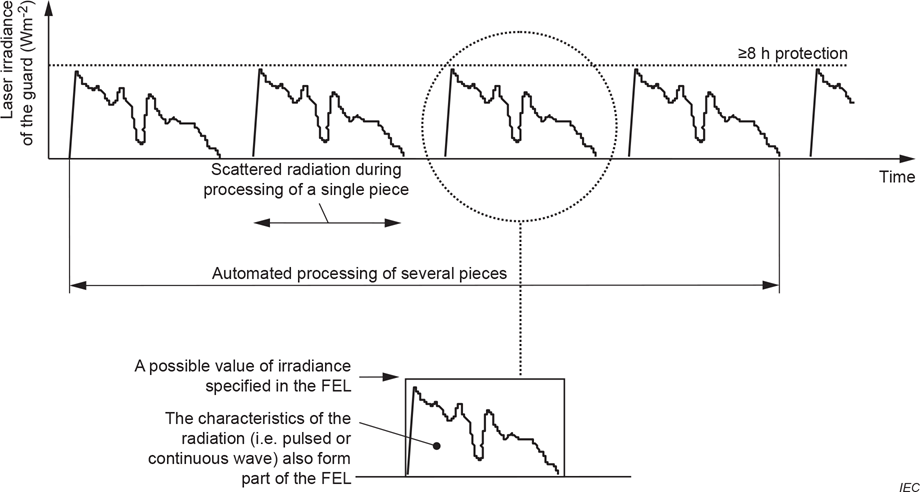 Laser irradiance
of the guard (Wm-2)
≥8 h protection
Scattered radiation during
processing of a single piece
Time
Automated processing of several pieces
A possible value of irradiance
specified in the FEL
The characteristics of the
radiation (i.e. pulsed or
continuous wave) also form
part of the FEL
IEC